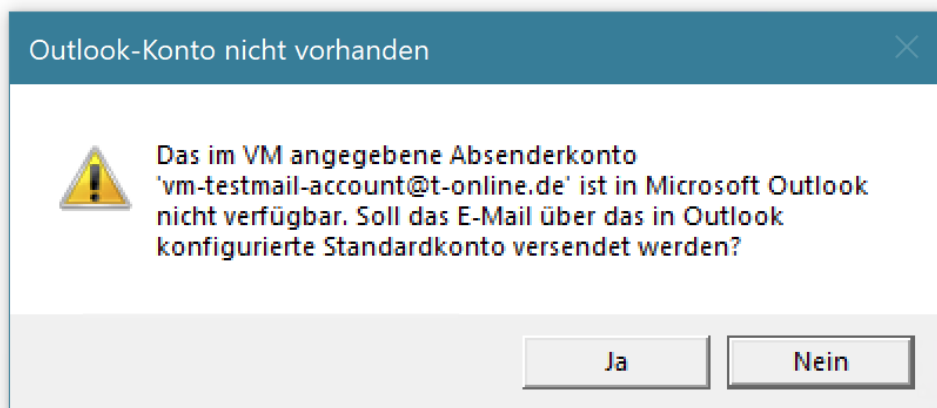 Outlook-Konto nicht vorhanden
Das im VM angegebene Absenderkonto
'vm-testmail-account@t-online.de' ist in Microsoft Outlook
nicht verfügbar. Soll das E-Mail über das in Outlook
konfigurierte Standardkonto versendet werden?
Ja
Nein